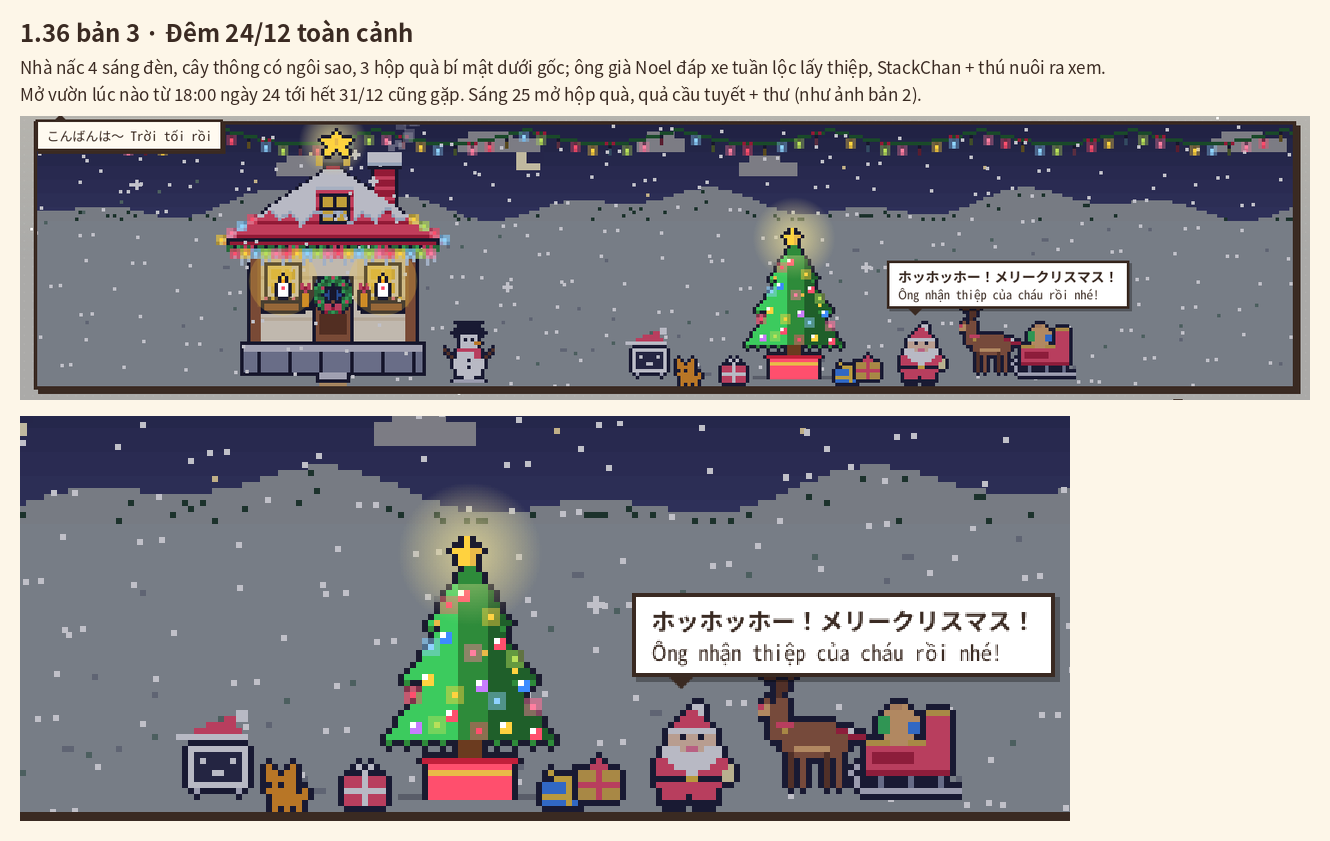 1.36 bản 3 · Đêm 24/12 toàn cảnh
Nhà nấc 4 sáng đèn, cây thông có ngôi sao, 3 hộp quà bí mật dưới gốc; ông già Noel đáp xe tuần lộc lấy thiệp, StackChan + thú nuôi ra xem.
Mở vườn lúc nào từ 18:00 ngày 24 tới hết 31/12 cũng gặp. Sáng 25 mở hộp quà, quả cầu tuyết + thư (như ảnh bản 2).
こんばんは〜 Trời tối rồi
ホッホッホー！メリークリスマス！
Ông nhận thiệp của cháu rồi nhé!
ホッホッホー！メリークリスマス！
Ông nhận thiệp của cháu rồi nhé!